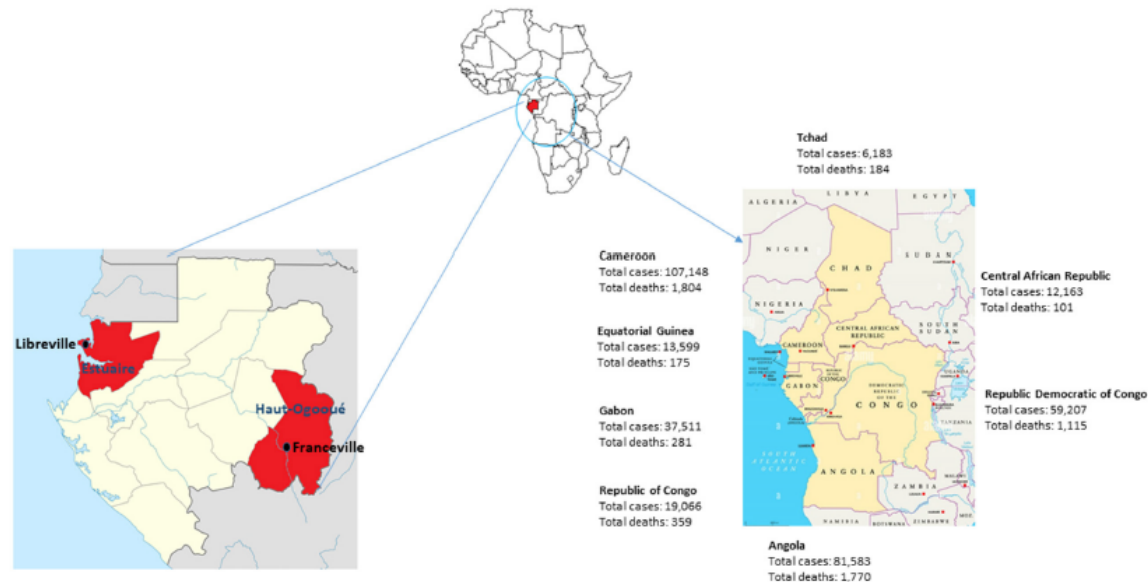 Tchad
Total cases: 6,183
Total deaths: 184
Cameroon
Total cases: 107,148
Total deaths: 1,804
Equatorial Guinea
Total cases: 13,599
Total deaths: 175
Gabon
Total cases: 37,511
Total deaths: 281
Republic of Congo
Total cases: 19,066
Total deaths: 359
Angola
Total cases: 81,583
Total deaths: 1,770
Central African Republic
Total cases: 12,163
Total deaths: 101
Republic Democratic of Congo
Total cases: 59,207
Total deaths: 1,115
Libreville
Estuaire
Haut-Ogooué
Franceville
ALGERIA
LIBYA
EGYPT
NIGER
CHAD
SUDAN
NIGERIA
CENTRAL AFRICAN
REPUBLIC
SOUTH
SUDAN
CAMEROON
GABON
REPUBLIC
OF THE
CONGO
DEMOCRATIC
REPUBLIC
OF THE
CONGO
UGANDA
TANZANIA
SOUTH
ATLANTIC
OCEAN
ANGOLA
ZAMBIA
NAMIBIA
BOTSWANA
ZIMBABWE